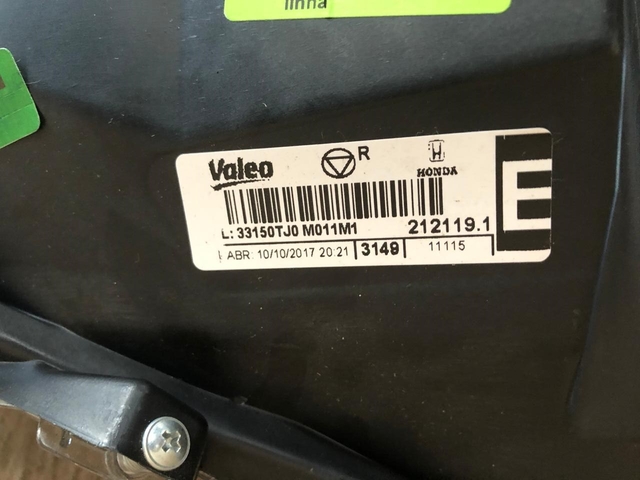 linha
Valeo R HONDA
L: 33150TJ0 M011M1 212119.1
ABR: 10/10/2017 20:21 3149 11115
E